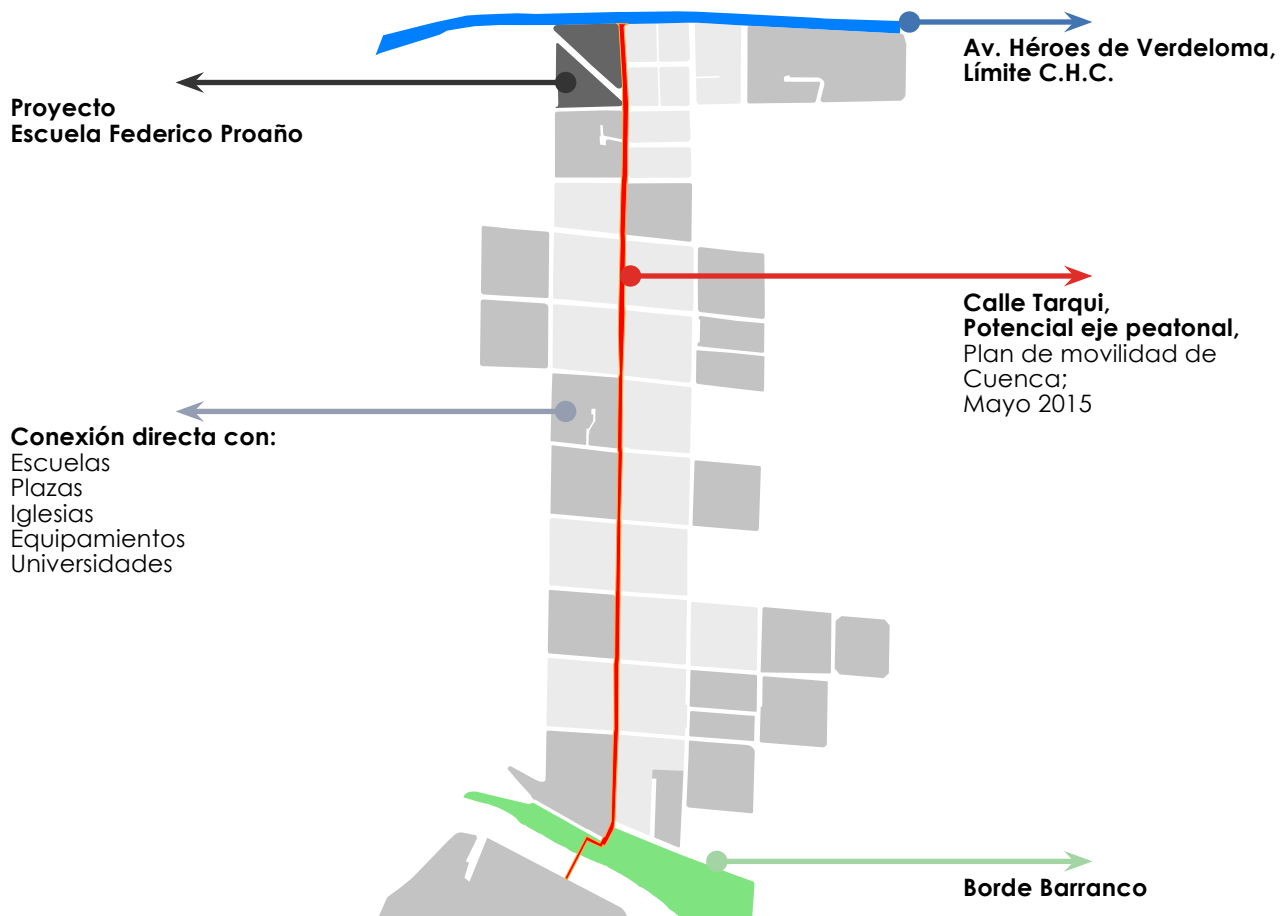 Av. Héroes de Verdeloma,
Límite C.H.C.
Proyecto
Escuela Federico Proaño
Calle Tarqui,
Potencial eje peatonal,
Plan de movilidad de
Cuenca;
Mayo 2015
Conexión directa con:
Escuelas
Plazas
Iglesias
Equipamientos
Universidades
Borde Barranco